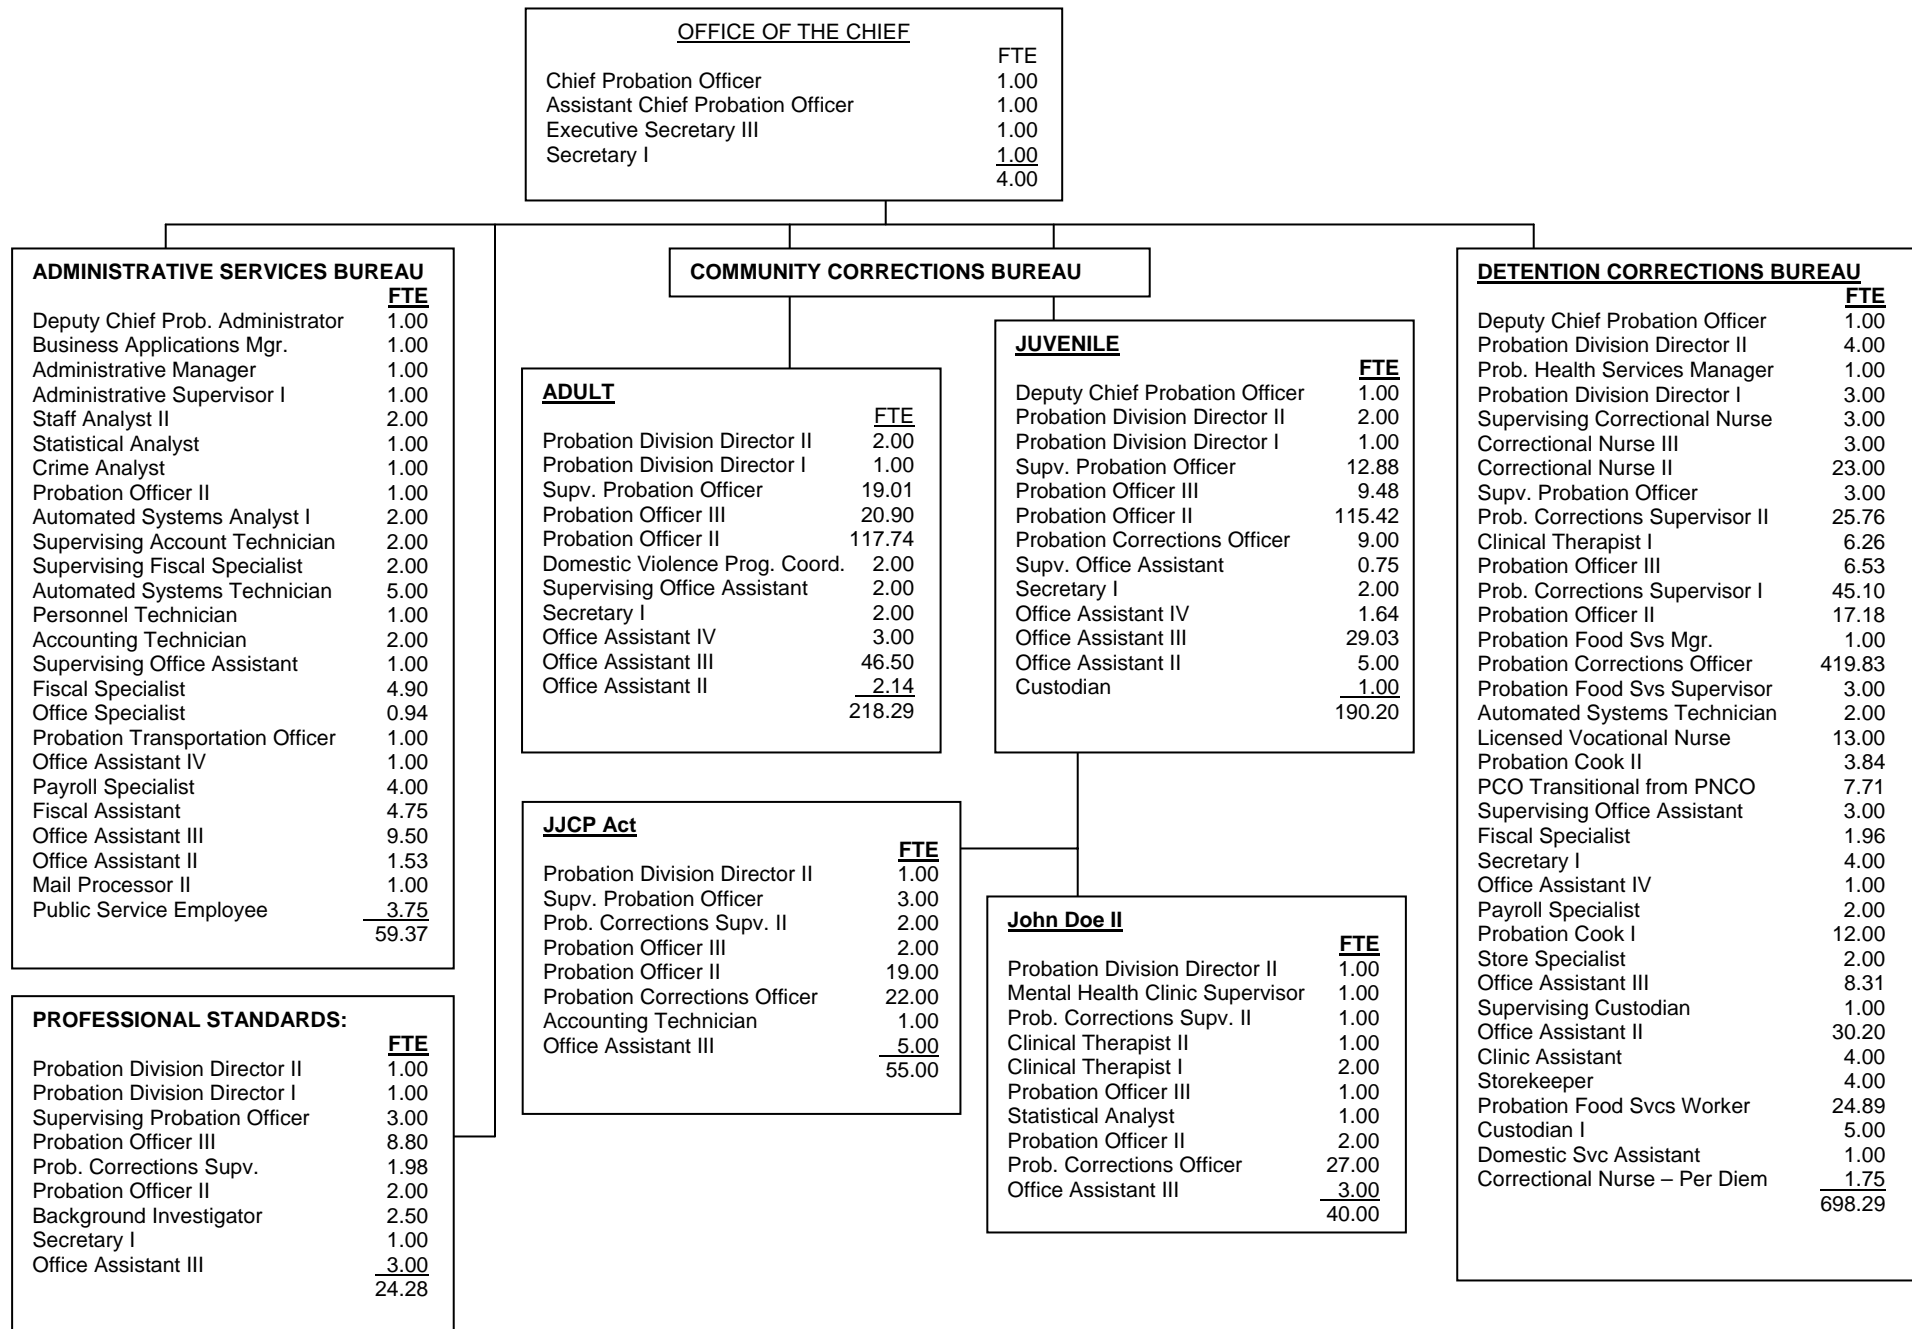 OFFICE OF THE CHIEF
FTE
Chief Probation Officer 1.00
Assistant Chief Probation Officer 1.00
Executive Secretary III 1.00
Secretary I 1.00
4.00
ADMINISTRATIVE SERVICES BUREAU
FTE
Deputy Chief Prob. Administrator 1.00
Business Applications Mgr. 1.00
Administrative Manager 1.00
Administrative Supervisor I 1.00
Staff Analyst II 2.00
Statistical Analyst 1.00
Crime Analyst 1.00
Probation Officer II 1.00
Automated Systems Analyst I 2.00
Supervising Account Technician 2.00
Supervising Fiscal Specialist 2.00
Automated Systems Technician 5.00
Personnel Technician 1.00
Accounting Technician 2.00
Supervising Office Assistant 1.00
Fiscal Specialist 4.90
Office Specialist 0.94
Probation Transportation Officer 1.00
Office Assistant IV 1.00
Payroll Specialist 4.00
Fiscal Assistant 4.75
Office Assistant III 9.50
Office Assistant II 1.53
Mail Processor II 1.00
Public Service Employee 3.75
59.37
PROFESSIONAL STANDARDS:
FTE
Probation Division Director II 1.00
Probation Division Director I 1.00
Supervising Probation Officer 3.00
Probation Officer III 8.80
Prob. Corrections Supv. 1.98
Probation Officer II 2.00
Background Investigator 2.50
Secretary I 1.00
Office Assistant III 3.00
24.28
COMMUNITY CORRECTIONS BUREAU
ADULT
FTE
Probation Division Director II 2.00
Probation Division Director I 1.00
Supv. Probation Officer 19.01
Probation Officer III 20.90
Probation Officer II 117.74
Domestic Violence Prog. Coord. 2.00
Supervising Office Assistant 2.00
Secretary I 2.00
Office Assistant IV 3.00
Office Assistant III 46.50
Office Assistant II 2.14
218.29
JUVENILE
FTE
Deputy Chief Probation Officer 1.00
Probation Division Director II 2.00
Probation Division Director I 1.00
Supv. Probation Officer 12.88
Probation Officer III 9.48
Probation Officer II 115.42
Probation Corrections Officer 9.00
Supv. Office Assistant 0.75
Secretary I 2.00
Office Assistant IV 1.64
Office Assistant III 29.03
Office Assistant II 5.00
Custodian 1.00
190.20
JJCP Act
FTE
Probation Division Director II 1.00
Supv. Probation Officer 3.00
Prob. Corrections Supv. II 2.00
Probation Officer III 2.00
Probation Officer II 19.00
Probation Corrections Officer 22.00
Accounting Technician 1.00
Office Assistant III 5.00
55.00
John Doe II
FTE
Probation Division Director II 1.00
Mental Health Clinic Supervisor 1.00
Prob. Corrections Supv. II 1.00
Clinical Therapist II 1.00
Clinical Therapist I 2.00
Probation Officer III 1.00
Statistical Analyst 1.00
Probation Officer II 2.00
Prob. Corrections Officer 27.00
Office Assistant III 3.00
40.00
DETENTION CORRECTIONS BUREAU
FTE
Deputy Chief Probation Officer 1.00
Probation Division Director II 4.00
Prob. Health Services Manager 1.00
Probation Division Director I 3.00
Supervising Correctional Nurse 3.00
Correctional Nurse III 3.00
Correctional Nurse II 23.00
Supv. Probation Officer 3.00
Prob. Corrections Supervisor II 25.76
Clinical Therapist I 6.26
Probation Officer III 6.53
Prob. Corrections Supervisor I 45.10
Probation Officer II 17.18
Probation Food Svs Mgr. 1.00
Probation Corrections Officer 419.83
Probation Food Svs Supervisor 3.00
Automated Systems Technician 2.00
Licensed Vocational Nurse 13.00
Probation Cook II 3.84
PCO Transitional from PNCO 7.71
Supervising Office Assistant 3.00
Fiscal Specialist 1.96
Secretary I 4.00
Office Assistant IV 1.00
Payroll Specialist 2.00
Probation Cook I 12.00
Store Specialist 2.00
Office Assistant III 8.31
Supervising Custodian 1.00
Office Assistant II 30.20
Clinic Assistant 4.00
Storekeeper 4.00
Probation Food Svcs Worker 24.89
Custodian I 5.00
Domestic Svc Assistant 1.00
Correctional Nurse – Per Diem 1.75
698.29